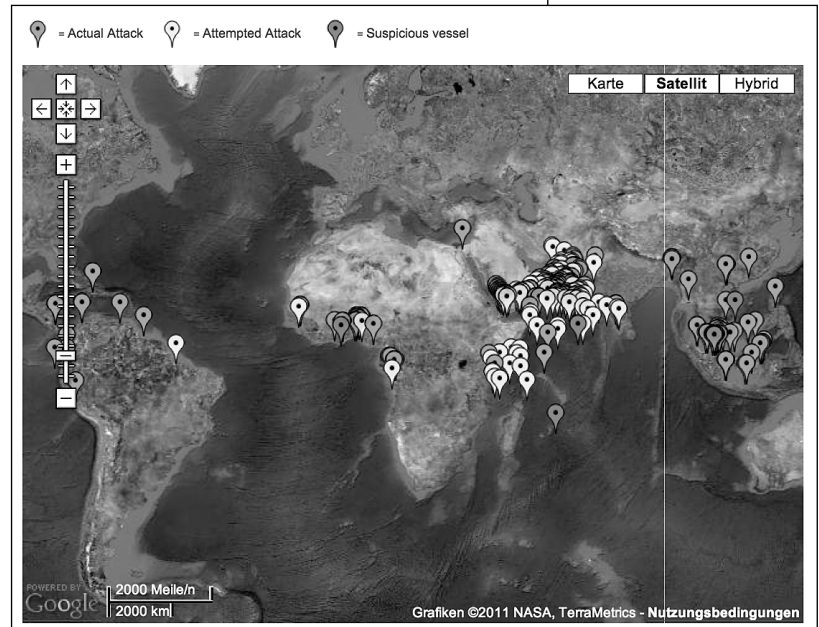 = Actual Attack = Attempted Attack = Suspicious vessel
Karte Satellit Hybrid
POWERED BY
Google
2000 Meile/n
2000 km
Grafiken ©2011 NASA, TerraMetrics - Nutzungsbedingungen